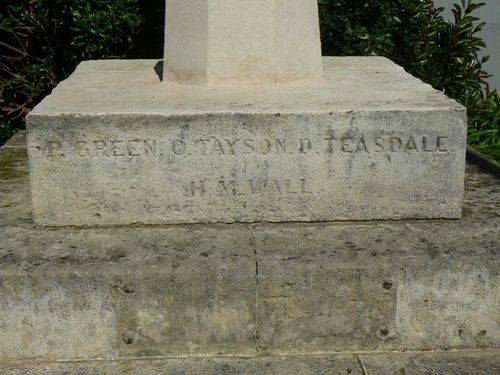 P. GREEN. O. TAYSON D. TEASDALE
H. M. WALL